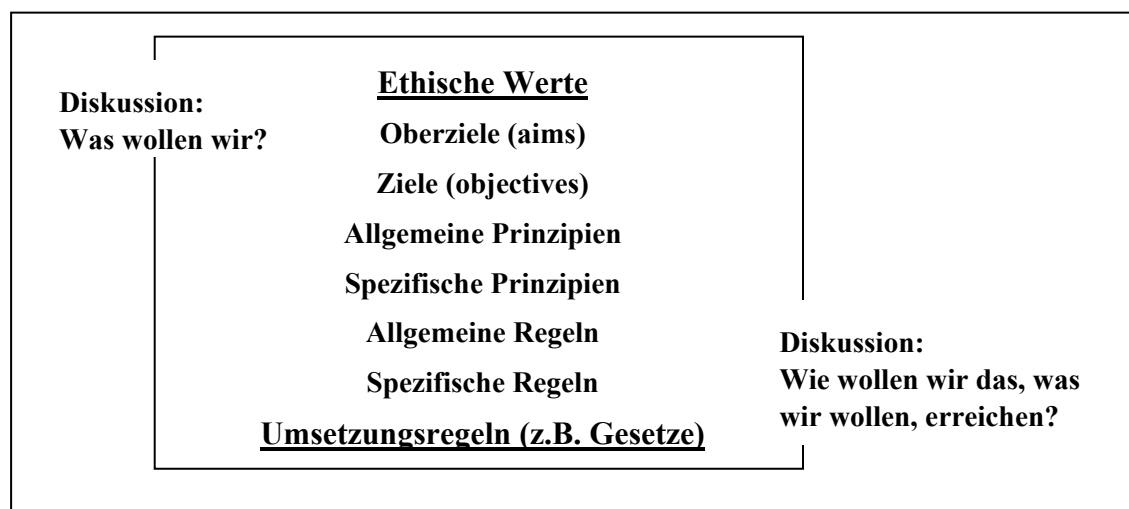 Ethische Werte
Diskussion:
Was wollen wir?
Oberziele (aims)
Ziele (objectives)
Allgemeine Prinzipien
Spezifische Prinzipien
Allgemeine Regeln
Spezifische Regeln
Umsetzungsregeln (z.B. Gesetze)
Diskussion:
Wie wollen wir das, was
wir wollen, erreichen?